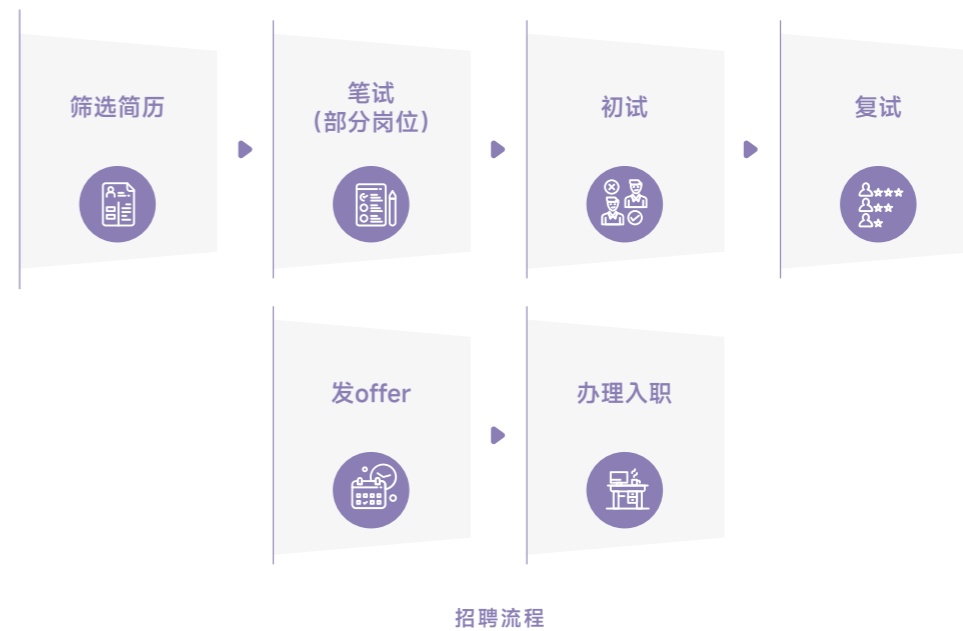 筛选简历
笔试
（部分岗位）
初试
复试
发offer
办理入职
招聘流程